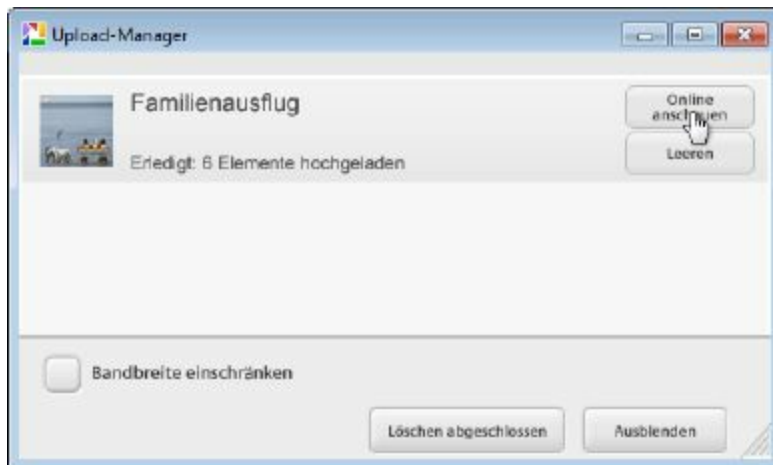 Upload-Manager
Familienausflug
Online
anschauen
Erledigt: 6 Elemente hochgeladen
Leeren
Bandbreite einschränken
Löschen abgeschlossen
Ausblenden